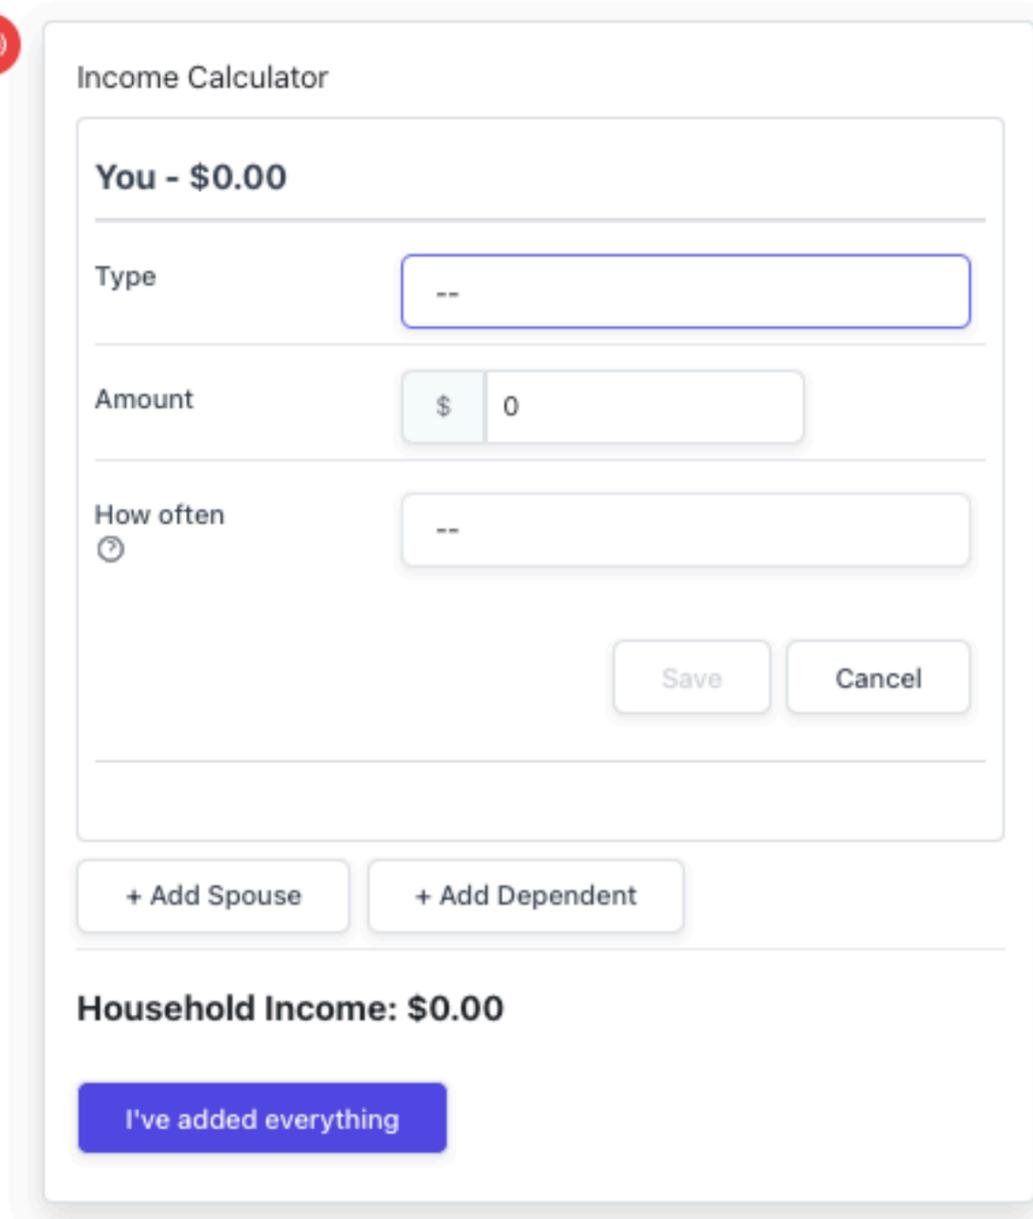 Income Calculator
You - $0.00
Type
--
Amount
$ 0
How often
?
--
Save Cancel
+ Add Spouse + Add Dependent
Household Income: $0.00
I've added everything